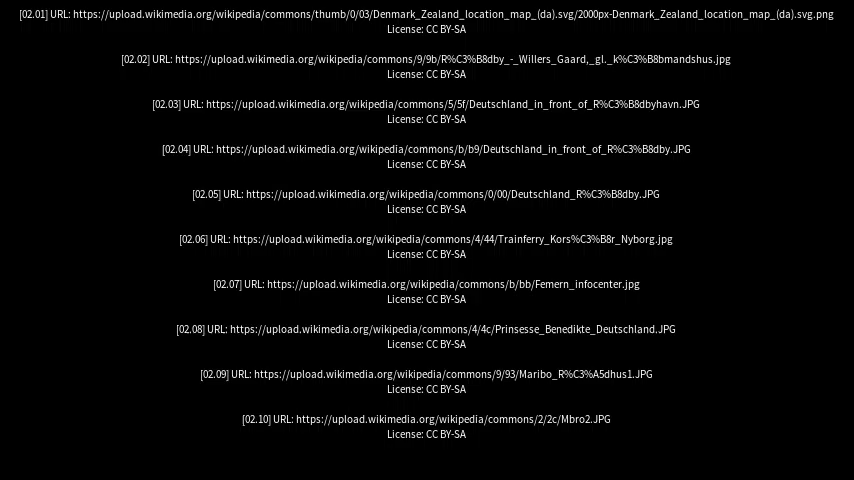 [02.01] URL: https://upload.wikimedia.org/wikipedia/commons/thumb/0/03/Denmark_Zealand_location_map_(da).svg/2000px-Denmark_Zealand_location_map_(da).svg.png
License: CC BY-SA
[02.02] URL: https://upload.wikimedia.org/wikipedia/commons/9/9b/R%C3%B8dby_-_Willers_Gaard,_gl._k%C3%B8bmandshus.jpg
License: CC BY-SA
[02.03] URL: https://upload.wikimedia.org/wikipedia/commons/5/5f/Deutschland_in_front_of_R%C3%B8dbyhavn.JPG
License: CC BY-SA
[02.04] URL: https://upload.wikimedia.org/wikipedia/commons/b/b9/Deutschland_in_front_of_R%C3%B8dby.JPG
License: CC BY-SA
[02.05] URL: https://upload.wikimedia.org/wikipedia/commons/0/00/Deutschland_R%C3%B8dby.JPG
License: CC BY-SA
[02.06] URL: https://upload.wikimedia.org/wikipedia/commons/4/44/Trainferry_Kors%C3%B8r_Nyborg.jpg
License: CC BY-SA
[02.07] URL: https://upload.wikimedia.org/wikipedia/commons/b/bb/Femern_infocenter.jpg
License: CC BY-SA
[02.08] URL: https://upload.wikimedia.org/wikipedia/commons/4/4c/Prinsesse_Benedikte_Deutschland.JPG
License: CC BY-SA
[02.09] URL: https://upload.wikimedia.org/wikipedia/commons/9/93/Maribo_R%C3%A5dhus1.JPG
License: CC BY-SA
[02.10] URL: https://upload.wikimedia.org/wikipedia/commons/2/2c/Mbro2.JPG
License: CC BY-SA